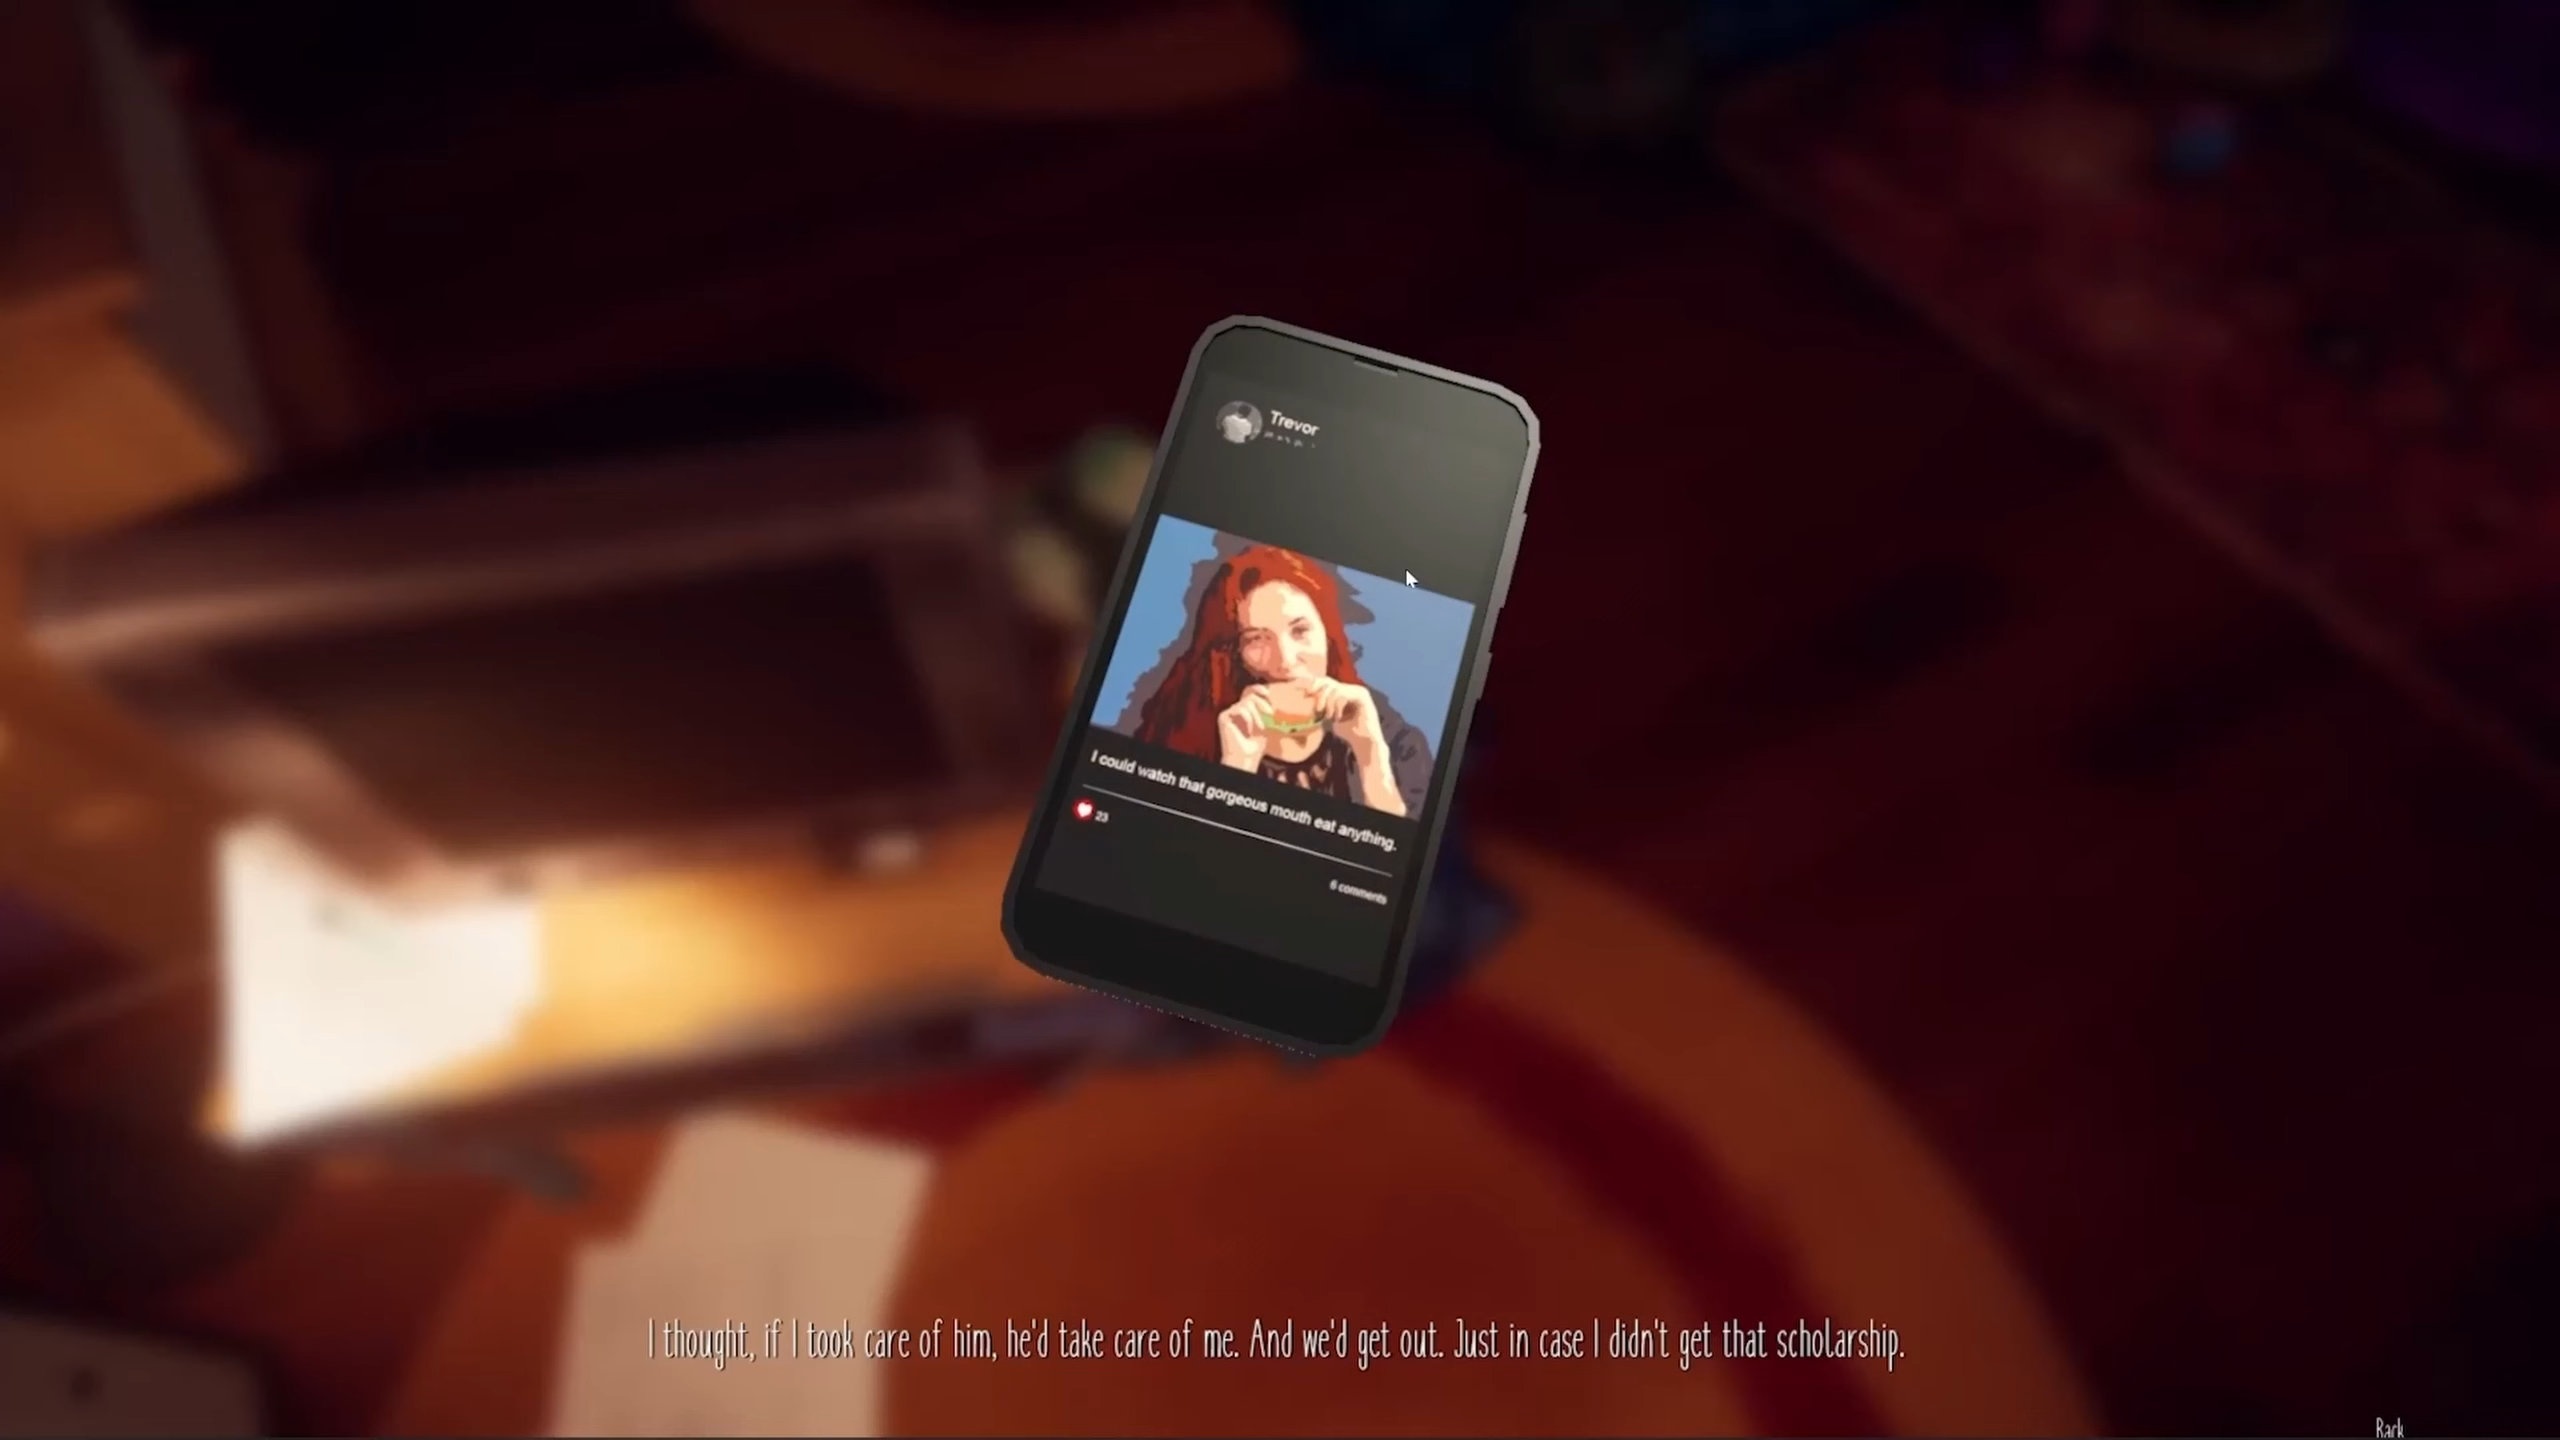 Trevor
I could watch that gorgeous mouth eat anything.
23
6 comments
I thought, if I took care of him, he'd take care of me. And we'd get out. Just in case I didn't get that scholarship.
Back